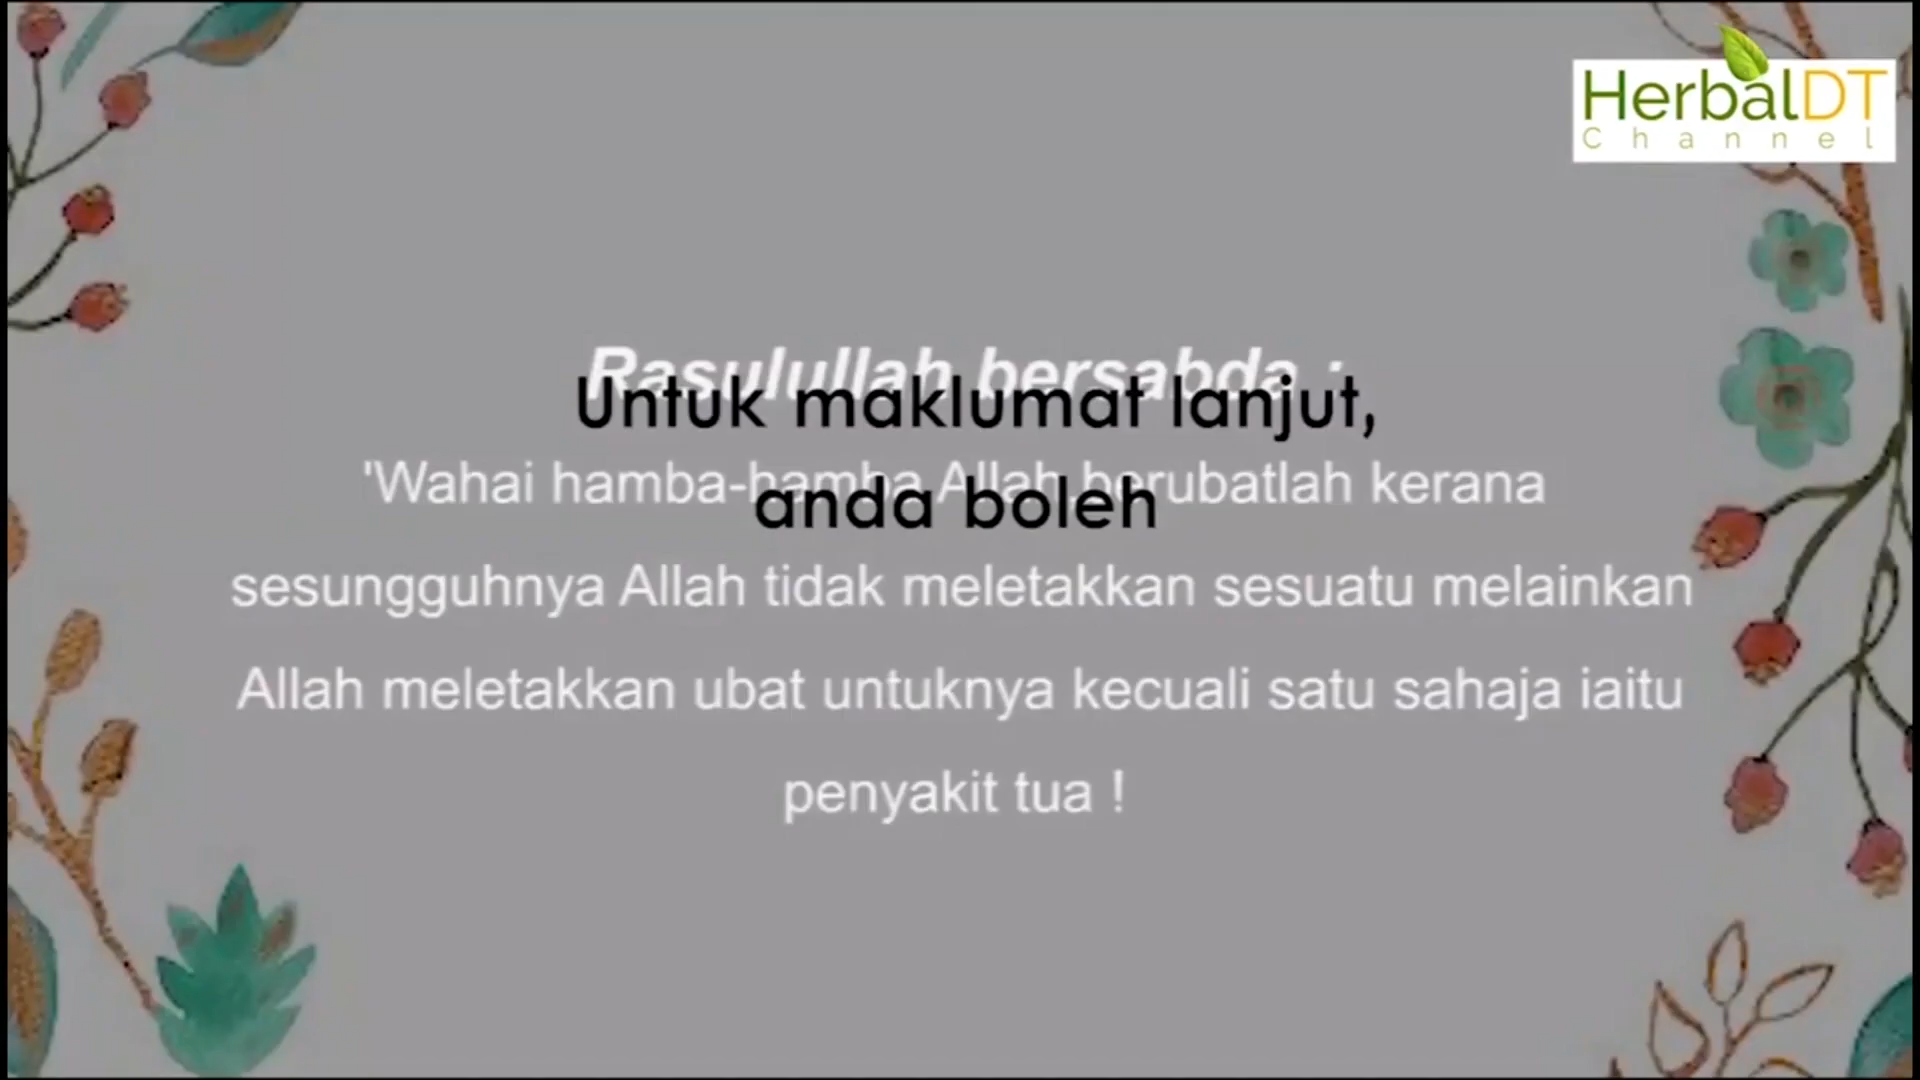 HerbalDT
Channel
Rasulullah bersabda :
Untuk maklumat lanjut,
'Wahai hamba-hamba Allah,berubatlah kerana
anda boleh
sesungguhnya Allah tidak meletakkan sesuatu melainkan
Allah meletakkan ubat untuknya kecuali satu sahaja iaitu
penyakit tua !